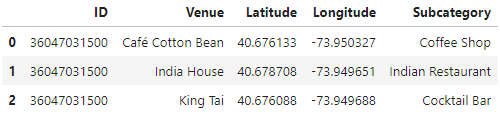 ID Venue Latitude Longitude Subcategory
0 36047031500 Café Cotton Bean 40.676133 -73.950327 Coffee Shop
1 36047031500 India House 40.678708 -73.949651 Indian Restaurant
2 36047031500 King Tai 40.676088 -73.949688 Cocktail Bar